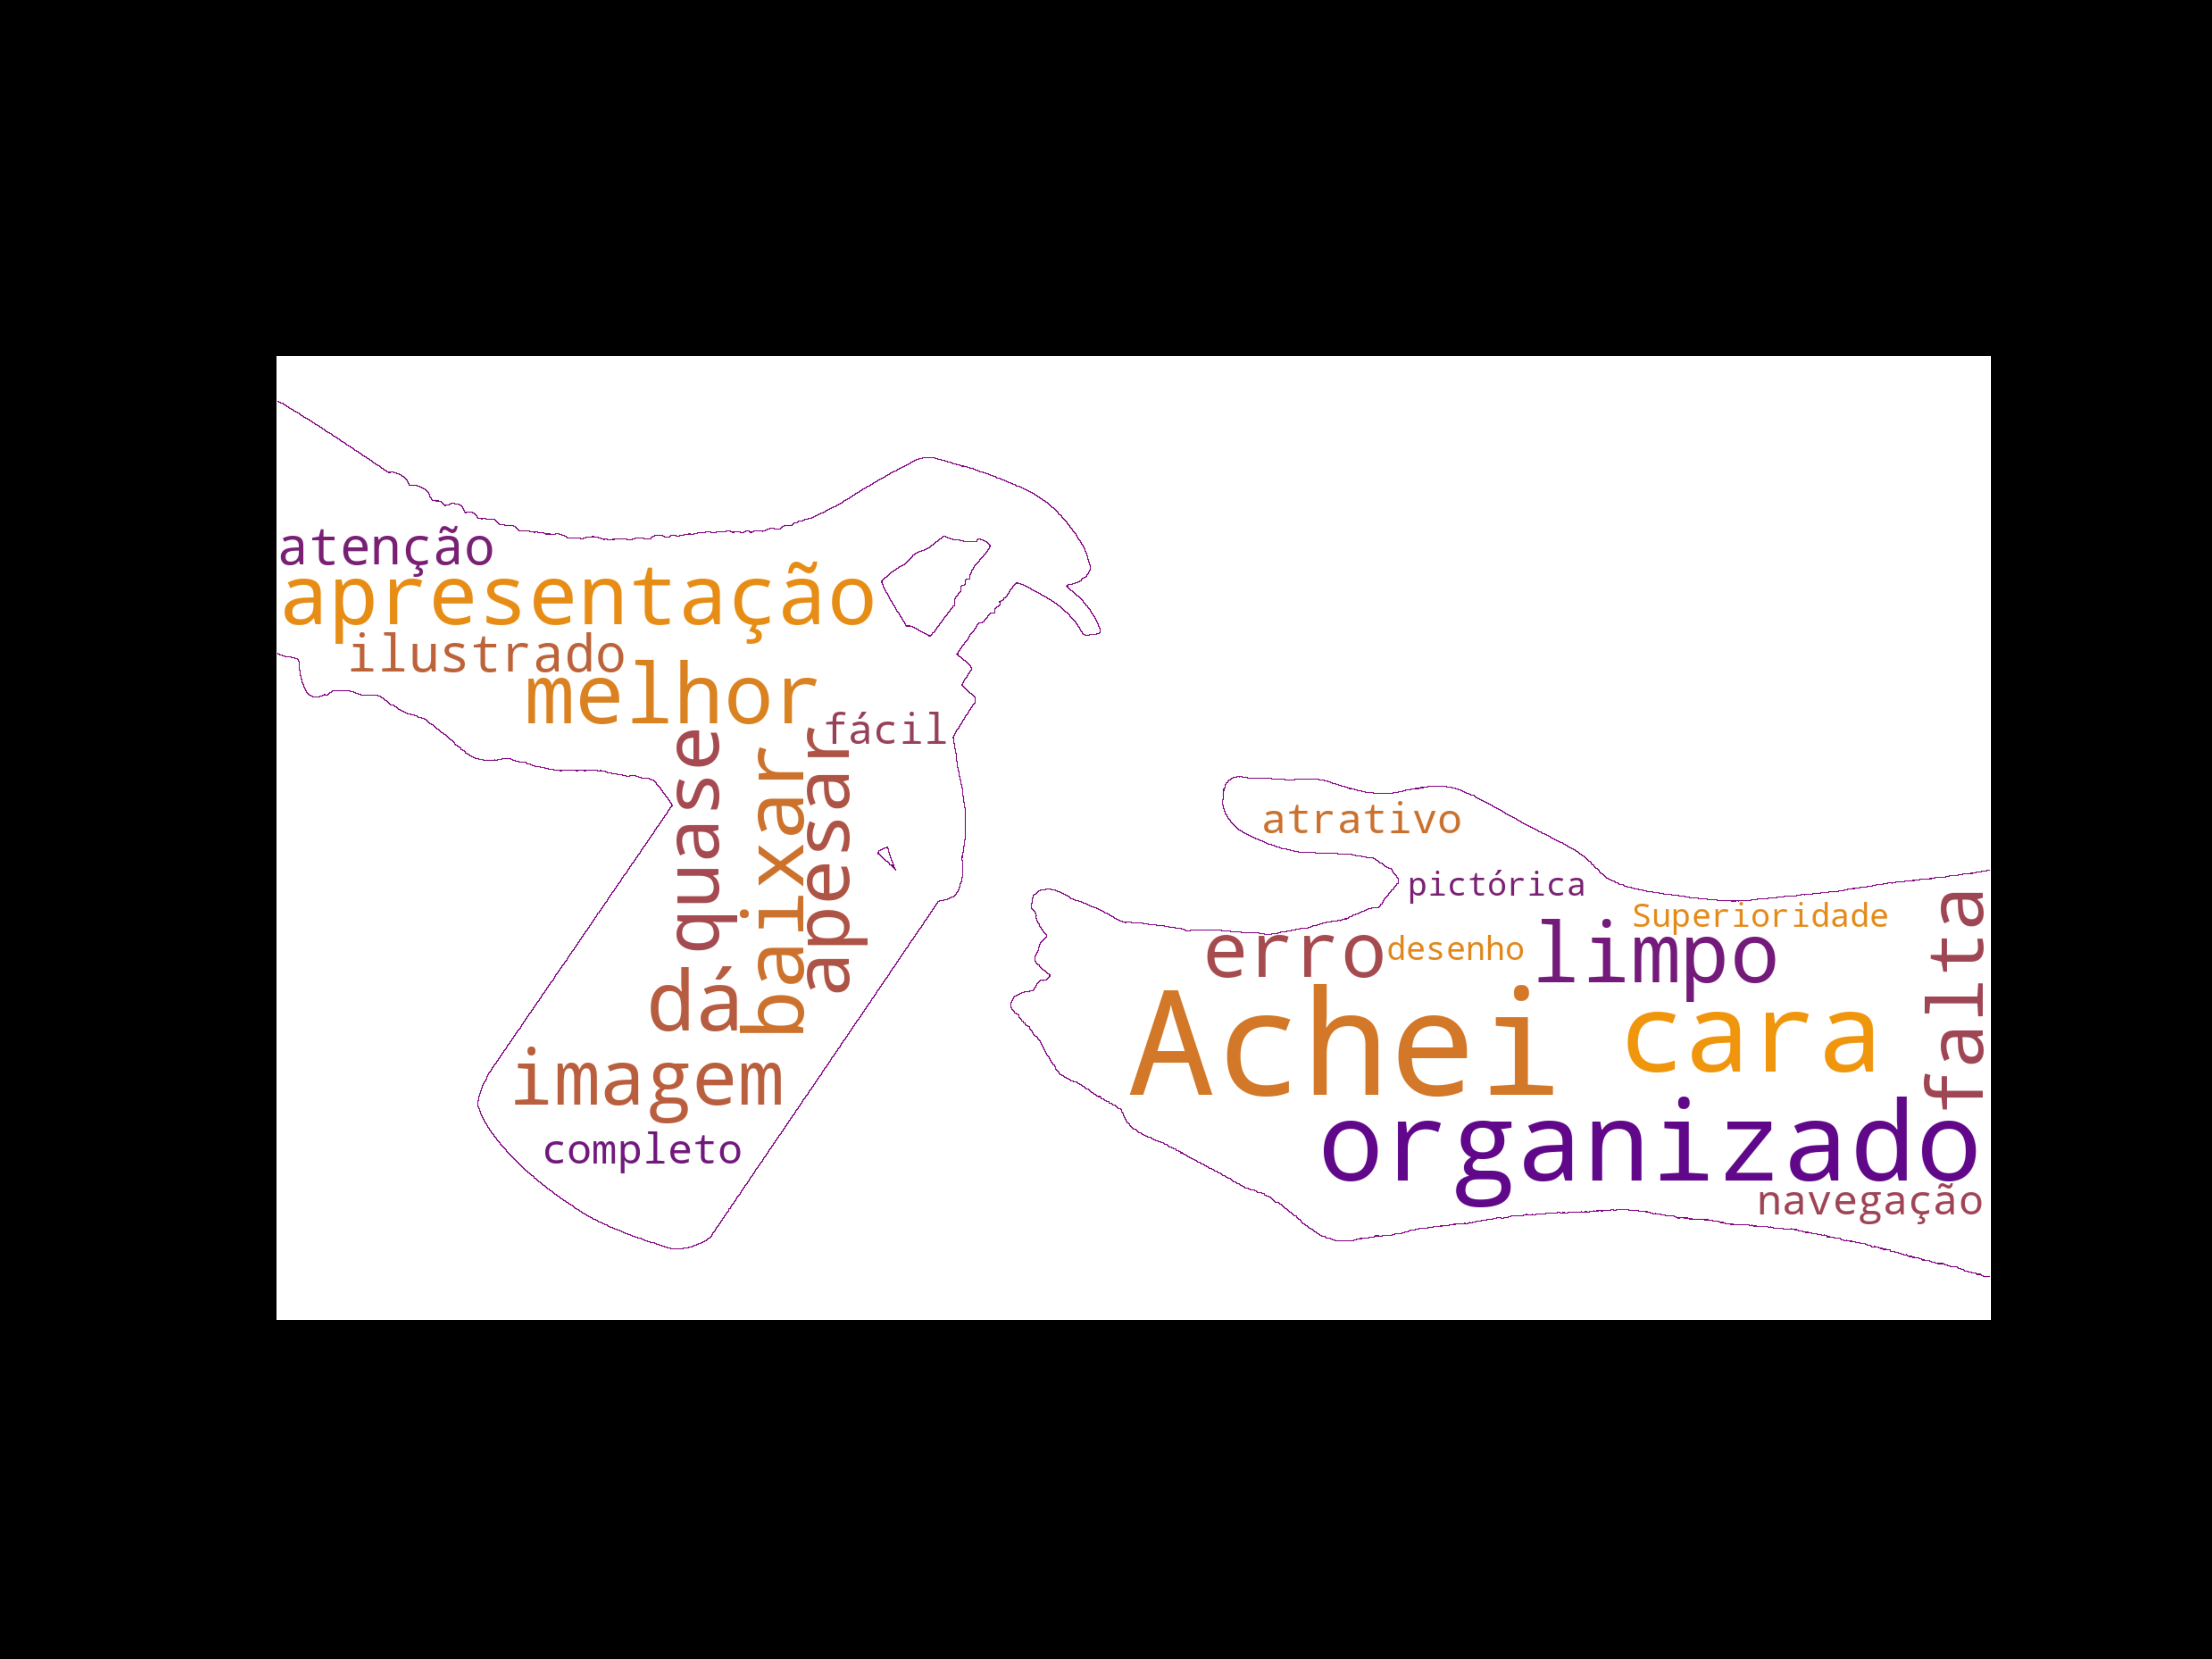 atenção
apresentação
ilustrado
melhor
fácil
quase
baixar
apesar
dá
imagem
completo
atrativo
pictórica
Superioridade
erro
desenho
limpo
falta
Achei
cara
organizado
navegação